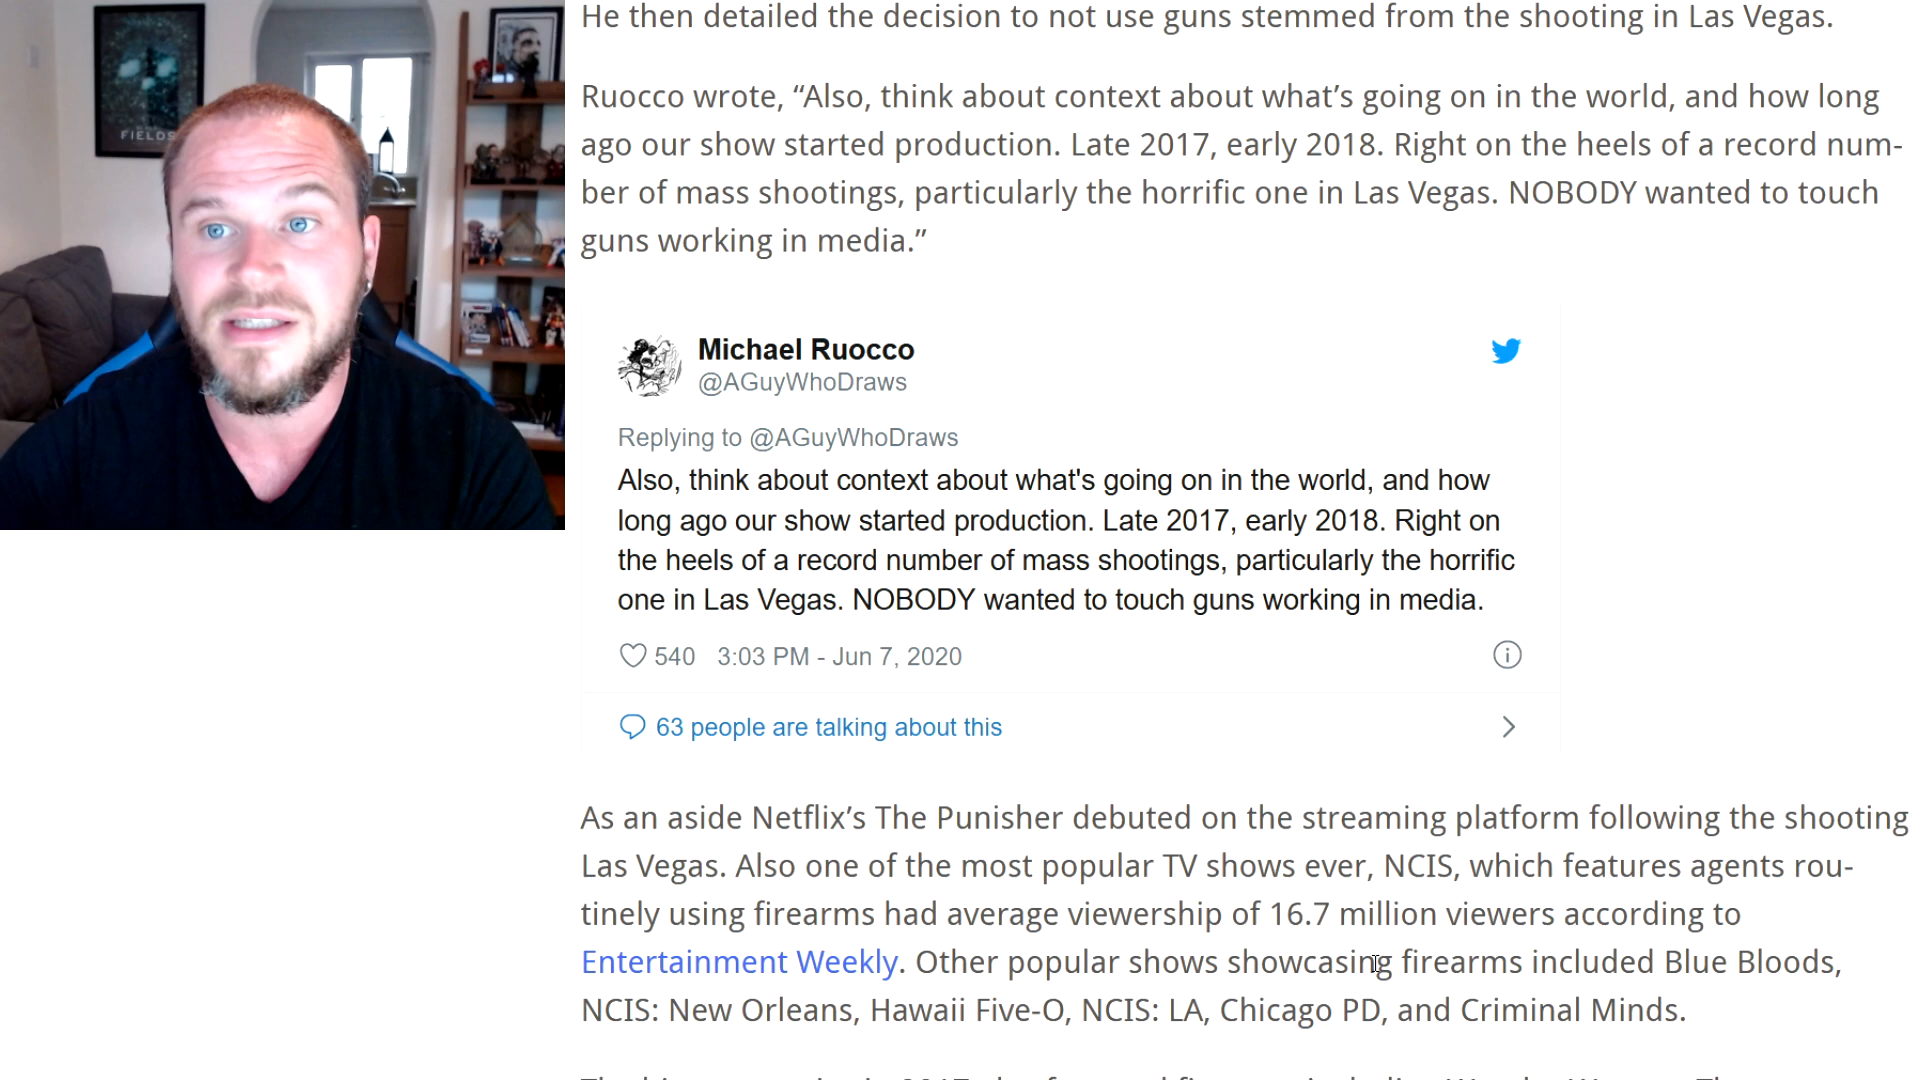 FIELDS
He then detailed the decision to not use guns stemmed from the shooting in Las Vegas.
Ruocco wrote, “Also, think about context about what’s going on in the world, and how long
ago our show started production. Late 2017, early 2018. Right on the heels of a record num-
ber of mass shootings, particularly the horrific one in Las Vegas. NOBODY wanted to touch
guns working in media.”
Michael Ruocco
@AGuyWhoDraws
Replying to @AGuyWhoDraws
Also, think about context about what's going on in the world, and how
long ago our show started production. Late 2017, early 2018. Right on
the heels of a record number of mass shootings, particularly the horrific
one in Las Vegas. NOBODY wanted to touch guns working in media.
540 3:03 PM - Jun 7, 2020
63 people are talking about this
As an aside Netflix’s The Punisher debuted on the streaming platform following the shooting
Las Vegas. Also one of the most popular TV shows ever, NCIS, which features agents rou-
tinely using firearms had average viewership of 16.7 million viewers according to
Entertainment Weekly. Other popular shows showcasing firearms included Blue Bloods,
NCIS: New Orleans, Hawaii Five-O, NCIS: LA, Chicago PD, and Criminal Minds.